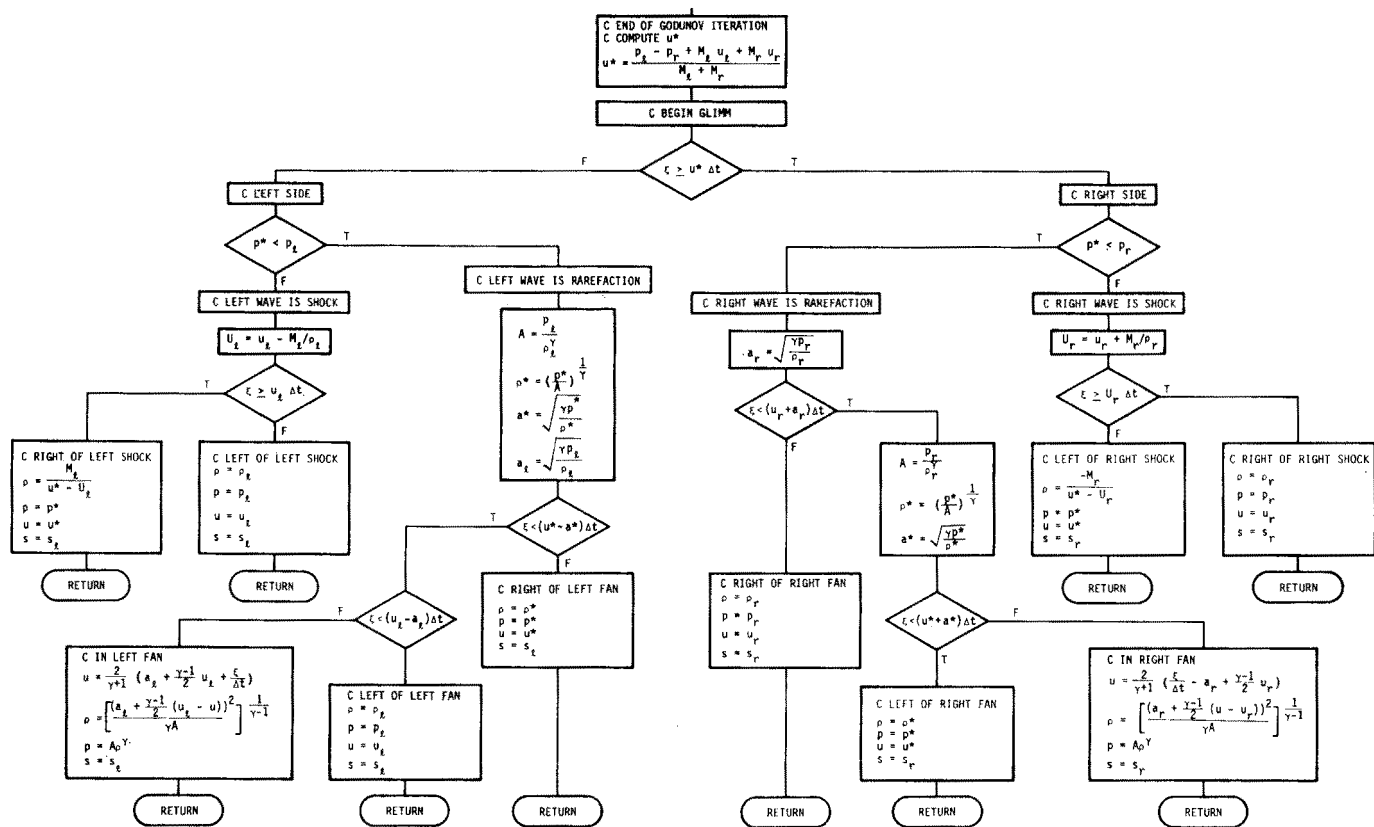 C END OF GODUNOV ITERATION
C COMPUTE u*
u* = (p_ℓ - p_r + M_ℓ u_ℓ + M_r u_r) / (M_ℓ + M_r)
C BEGIN GLIMM
ξ ≥ u* Δt
F
T
C LEFT SIDE
p* < p_ℓ
T
F
C LEFT WAVE IS SHOCK
U_ℓ = u_ℓ - M_ℓ/ρ_ℓ
ξ ≥ u_ℓ Δt
T
F
C RIGHT OF LEFT SHOCK
ρ = M_ℓ / (u* - U_ℓ)
p = p*
u = u*
s = s_ℓ
RETURN
C LEFT OF LEFT SHOCK
ρ = ρ_ℓ
p = p_ℓ
u = u_ℓ
s = s_ℓ
RETURN
C LEFT WAVE IS RAREFACTION
A = p_ℓ / ρ_ℓ^γ
ρ* = (p*/A)^(1/γ)
a* = √(γp*/ρ*)
a_ℓ = √(γp_ℓ/ρ_ℓ)
ξ<(u*-a*)Δt
T
F
C RIGHT OF LEFT FAN
ρ = ρ*
p = p*
u = u*
s = s_ℓ
RETURN
ξ<(u_ℓ-a_ℓ)Δt
F
C IN LEFT FAN
u = 2/(γ+1) (a_ℓ + (γ-1)/2 u_ℓ + ξ/Δt)
ρ = [(a_ℓ + (γ-1)/2 (u_ℓ - u))^2 / γA]^(1/(γ-1))
p = Aρ^γ
s = s_ℓ
RETURN
C LEFT OF LEFT FAN
ρ = ρ_ℓ
p = p_ℓ
u = u_ℓ
s = s_ℓ
RETURN
C RIGHT SIDE
p* ≤ p_r
T
F
C RIGHT WAVE IS RAREFACTION
a_r = √(γp_r/ρ_r)
ξ<(u_r+a_r)Δt
T
F
C RIGHT OF RIGHT FAN
ρ = ρ_r
p = p_r
u = u_r
s = s_r
RETURN
A = p_r / ρ_r^γ
ρ* = (p*/A)^(1/γ)
a* = √(γp*/ρ*)
ξ<(u*+a*)Δt
F
T
C LEFT OF RIGHT FAN
ρ = ρ*
p = p*
u = u*
s = s_r
RETURN
C IN RIGHT FAN
u = 2/(γ+1) (ξ/Δt - a_r + (γ-1)/2 u_r)
ρ = [(a_r + (γ-1)/2 (u - u_r))^2 / γA]^(1/(γ-1))
p = Aρ^γ
s = s_r
RETURN
C RIGHT WAVE IS SHOCK
U_r = u_r + M_r/ρ_r
ξ ≥ U_r Δt
T
F
C LEFT OF RIGHT SHOCK
ρ = -M_r / (u* - U_r)
p = p*
u = u*
s = s_r
RETURN
C RIGHT OF RIGHT SHOCK
ρ = ρ_r
p = p_r
u = u_r
s = s_r
RETURN